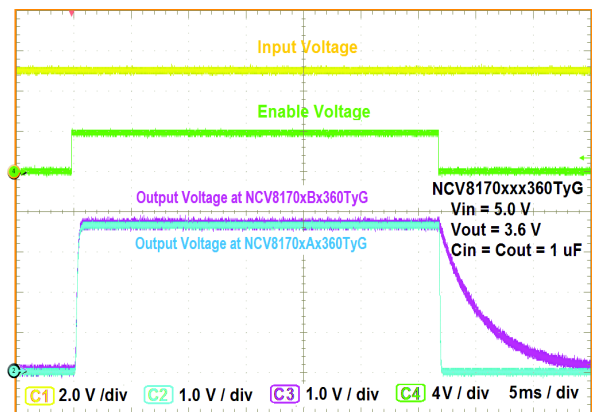 Input Voltage
Enable Voltage
Output Voltage at NCV8170xBx360TyG
Output Voltage at NCV8170xAx360TyG
NCV8170xxx360TyG
Vin = 5.0 V
Vout = 3.6 V
Cin = Cout = 1 uF
C1 2.0 V / div C2 1.0 V / div C3 1.0 V / div C4 4V / div 5ms / div